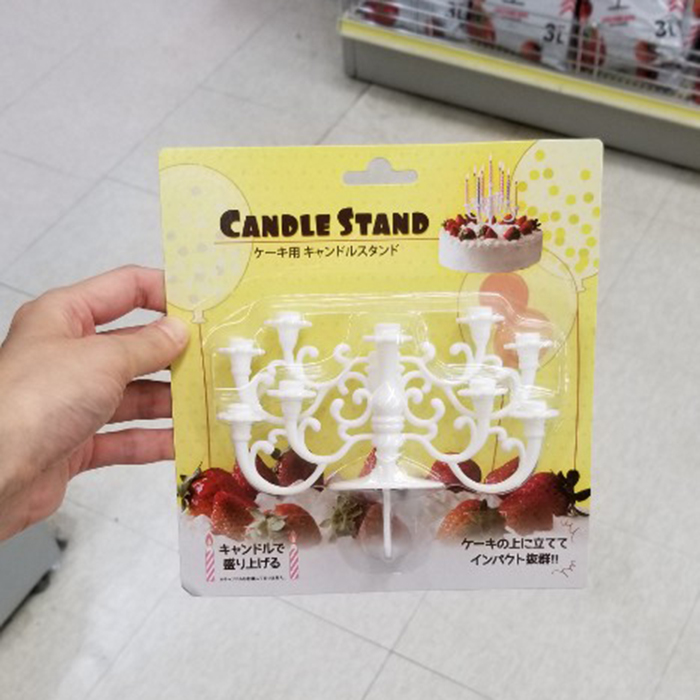 3L
3L
CANDLE STAND
ケーキ用 キャンドルスタンド
キャンドルで
盛り上げる
ケーキの上に立てて
インパクト抜群!!